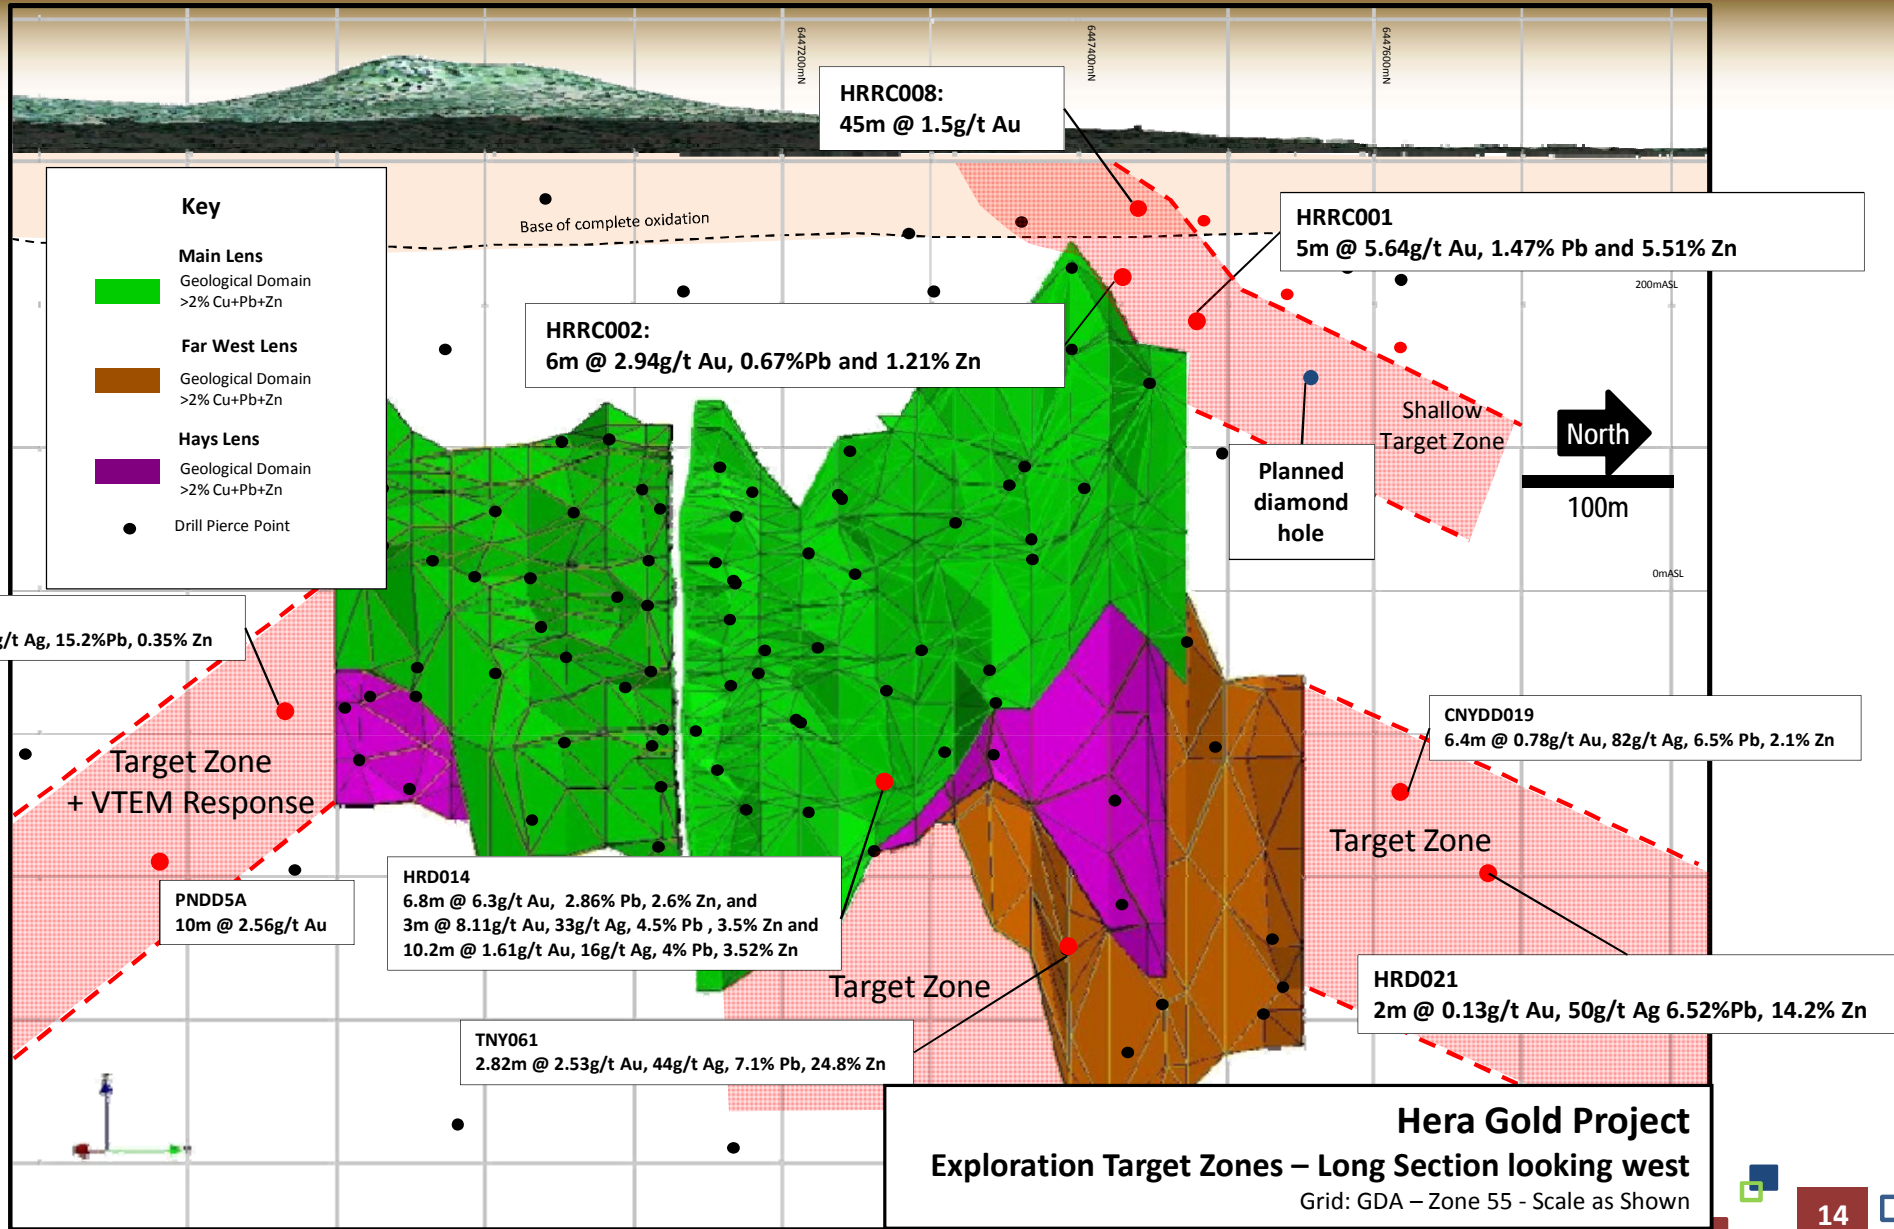 6447200mN
6447400mN
6447600mN
HRRC008:
45m @ 1.5g/t Au
Key
Main Lens
Geological Domain
>2% Cu+Pb+Zn
Far West Lens
Geological Domain
>2% Cu+Pb+Zn
Hays Lens
Geological Domain
>2% Cu+Pb+Zn
Drill Pierce Point
Base of complete oxidation
HRRC001
5m @ 5.64g/t Au, 1.47% Pb and 5.51% Zn
200mASL
HRRC002:
6m @ 2.94g/t Au, 0.67%Pb and 1.21% Zn
Shallow
Target Zone
North
100m
Planned
diamond
hole
0mASL
g/t Ag, 15.2%Pb, 0.35% Zn
Target Zone
+ VTEM Response
PNDD5A
10m @ 2.56g/t Au
CNYDD019
6.4m @ 0.78g/t Au, 82g/t Ag, 6.5% Pb, 2.1% Zn
Target Zone
HRD014
6.8m @ 6.3g/t Au, 2.86% Pb, 2.6% Zn, and
3m @ 8.11g/t Au, 33g/t Ag, 4.5% Pb , 3.5% Zn and
10.2m @ 1.61g/t Au, 16g/t Ag, 4% Pb, 3.52% Zn
Target Zone
HRD021
2m @ 0.13g/t Au, 50g/t Ag 6.52%Pb, 14.2% Zn
TNY061
2.82m @ 2.53g/t Au, 44g/t Ag, 7.1% Pb, 24.8% Zn
Hera Gold Project
Exploration Target Zones – Long Section looking west
Grid: GDA – Zone 55 - Scale as Shown
14